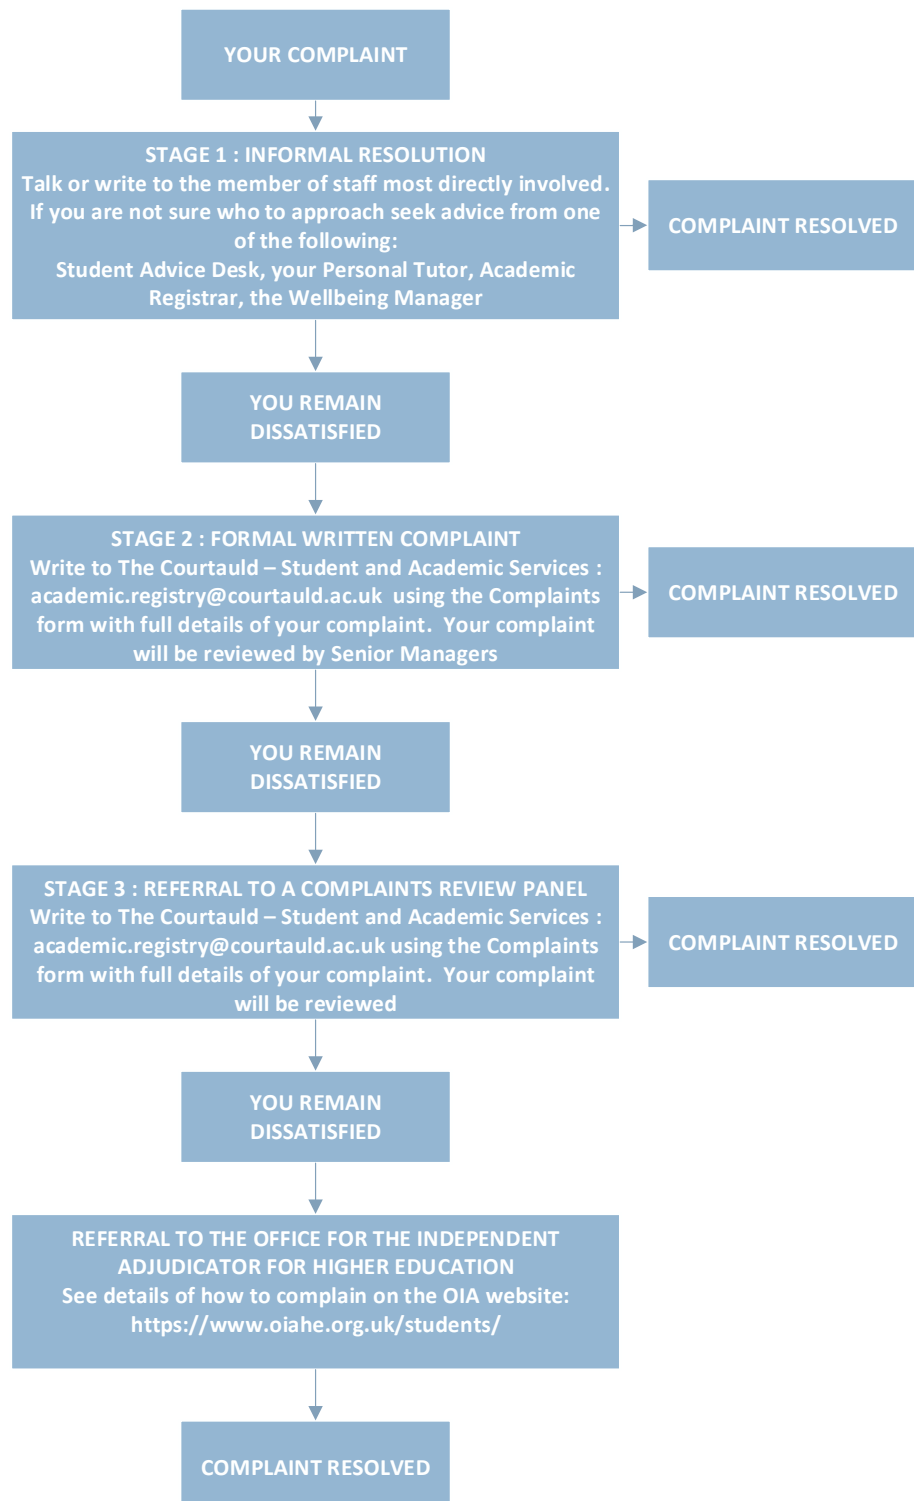 YOUR COMPLAINT
STAGE 1 : INFORMAL RESOLUTION
Talk or write to the member of staff most directly involved.
If you are not sure who to approach seek advice from one
of the following:
Student Advice Desk, your Personal Tutor, Academic
Registrar, the Wellbeing Manager
COMPLAINT RESOLVED
YOU REMAIN
DISSATISFIED
STAGE 2 : FORMAL WRITTEN COMPLAINT
Write to The Courtauld – Student and Academic Services :
academic.registry@courtauld.ac.uk  using the Complaints
form with full details of your complaint.  Your complaint
will be reviewed by Senior Managers
COMPLAINT RESOLVED
YOU REMAIN
DISSATISFIED
STAGE 3 : REFERRAL TO A COMPLAINTS REVIEW PANEL
Write to The Courtauld – Student and Academic Services :
academic.registry@courtauld.ac.uk using the Complaints
form with full details of your complaint.  Your complaint
will be reviewed
COMPLAINT RESOLVED
YOU REMAIN
DISSATISFIED
REFERRAL TO THE OFFICE FOR THE INDEPENDENT
ADJUDICATOR FOR HIGHER EDUCATION
See details of how to complain on the OIA website:
https://www.oiahe.org.uk/students/
COMPLAINT RESOLVED